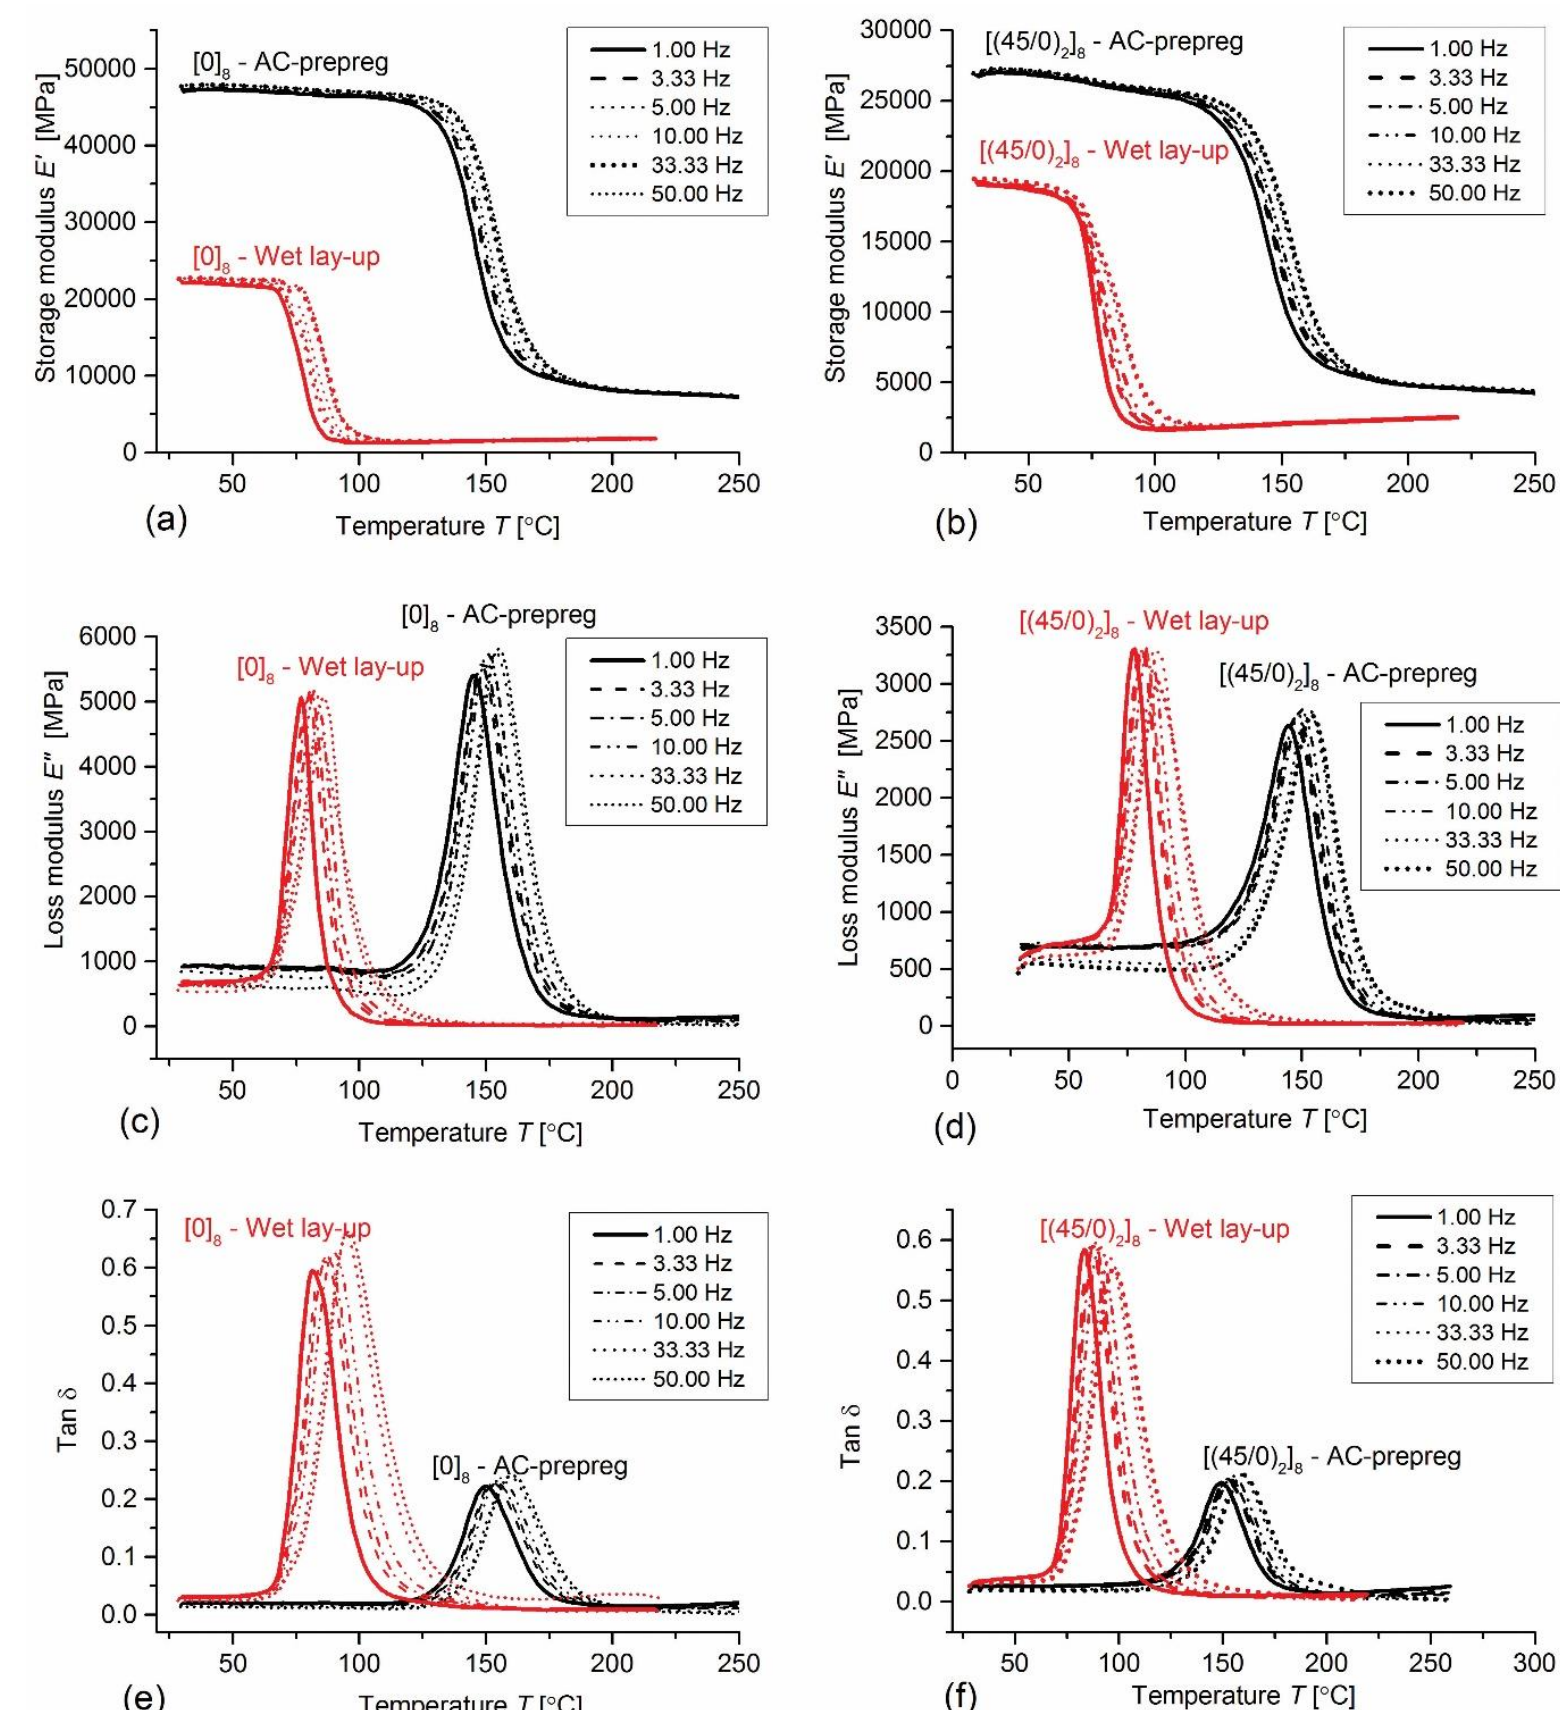 [0]8 - AC-prepreg
1.00 Hz
3.33 Hz
5.00 Hz
10.00 Hz
33.33 Hz
50.00 Hz
[0]8 - Wet lay-up
Storage modulus E′ [MPa]
50000
40000
30000
20000
10000
0
50 100 150 200 250
(a)
Temperature T [°C]
[(45/0)2]8 - AC-prepreg
1.00 Hz
3.33 Hz
5.00 Hz
10.00 Hz
33.33 Hz
50.00 Hz
[(45/0)2]8 - Wet lay-up
Storage modulus E′ [MPa]
30000
25000
20000
15000
10000
5000
0
50 100 150 200 250
(b)
Temperature T [°C]
[0]8 - AC-prepreg
[0]8 - Wet lay-up
1.00 Hz
3.33 Hz
5.00 Hz
10.00 Hz
33.33 Hz
50.00 Hz
Loss modulus E″ [MPa]
6000
5000
4000
3000
2000
1000
0
50 100 150 200 250
(c)
Temperature T [°C]
[(45/0)2]8 - Wet lay-up
[(45/0)2]8 - AC-prepreg
1.00 Hz
3.33 Hz
5.00 Hz
10.00 Hz
33.33 Hz
50.00 Hz
Loss modulus E″ [MPa]
3500
3000
2500
2000
1500
1000
500
0
0 50 100 150 200 250
(d)
Temperature T [°C]
[0]8 - Wet lay-up
1.00 Hz
3.33 Hz
5.00 Hz
10.00 Hz
33.33 Hz
50.00 Hz
[0]8 - AC-prepreg
Tan δ
0.7
0.6
0.5
0.4
0.3
0.2
0.1
0.0
50 100 150 200 250
(e)
Temperature T [°C]
[(45/0)2]8 - Wet lay-up
1.00 Hz
3.33 Hz
5.00 Hz
10.00 Hz
33.33 Hz
50.00 Hz
[(45/0)2]8 - AC-prepreg
Tan δ
0.6
0.5
0.4
0.3
0.2
0.1
0.0
50 100 150 200 250 300
(f)
Temperature T [°C]